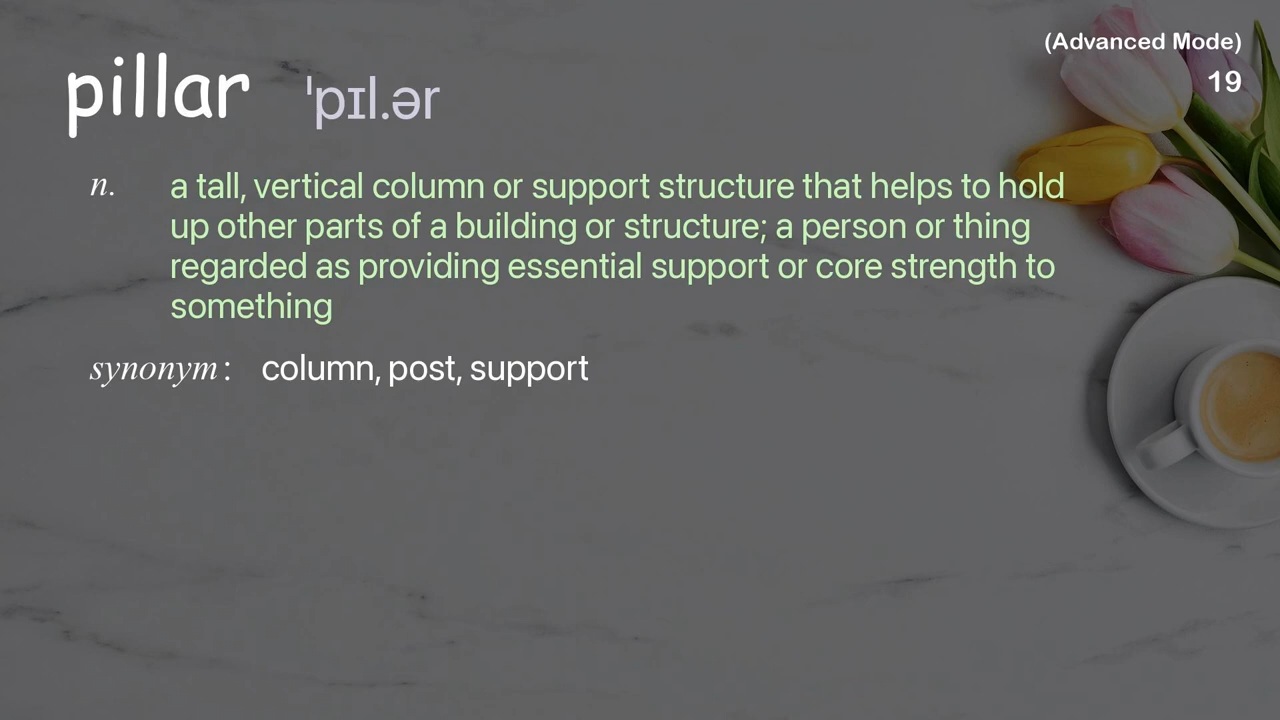 (Advanced Mode)
19
pillar ˈpɪl.ər
n. a tall, vertical column or support structure that helps to hold
up other parts of a building or structure; a person or thing
regarded as providing essential support or core strength to
something
synonym: column, post, support